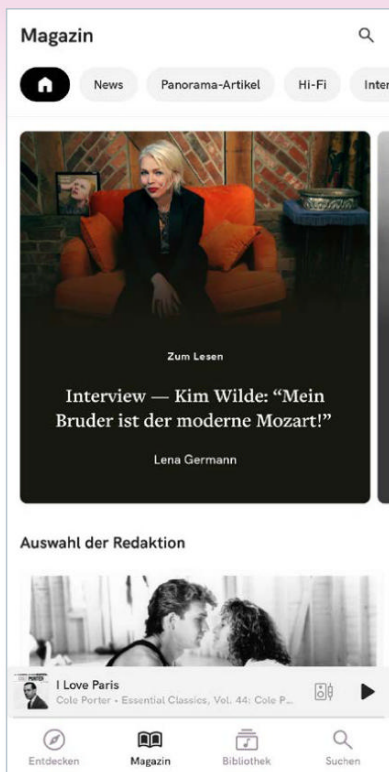 Magazin
News
Panorama-Artikel
Hi-Fi
Inter
Zum Lesen
Interview — Kim Wilde: “Mein
Bruder ist der moderne Mozart!”
Lena Germann
Auswahl der Redaktion
I Love Paris
Cole Porter • Essential Classics, Vol. 44: Cole P...
Entdecken
Magazin
Bibliothek
Suchen